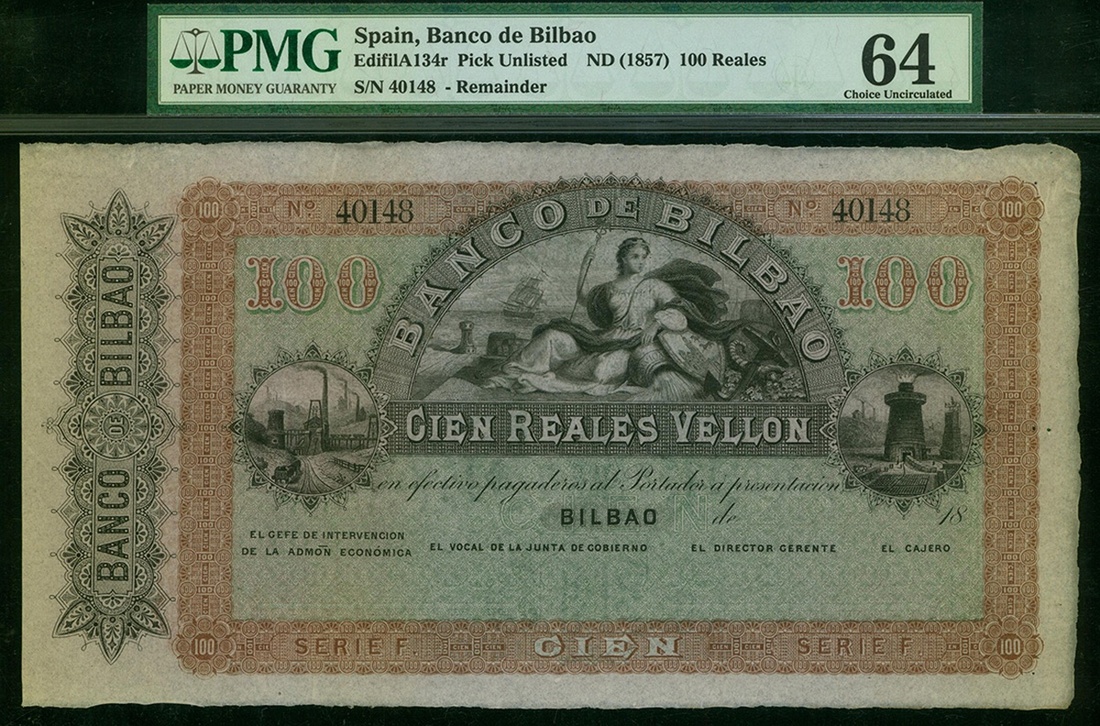 PMG
PAPER MONEY GUARANTY
Spain, Banco de Bilbao
EdifilA134r Pick Unlisted ND (1857) 100 Reales
S/N 40148 - Remainder
64
Choice Uncirculated
BANCO DE BILBAO
100 Nº 40148 Nº 40148 100
BANCO DE BILBAO
100 100
CIEN REALES VELLON
en efectivo pagaderos al Portador a presentacion
BILBAO de 18
EL GEFE DE INTERVENCION
DE LA ADMON ECONÓMICA
EL VOCAL DE LA JUNTA DE GOBIERNO
EL DIRECTOR GERENTE
EL CAJERO
100 SERIE F. CIEN SERIE F. 100